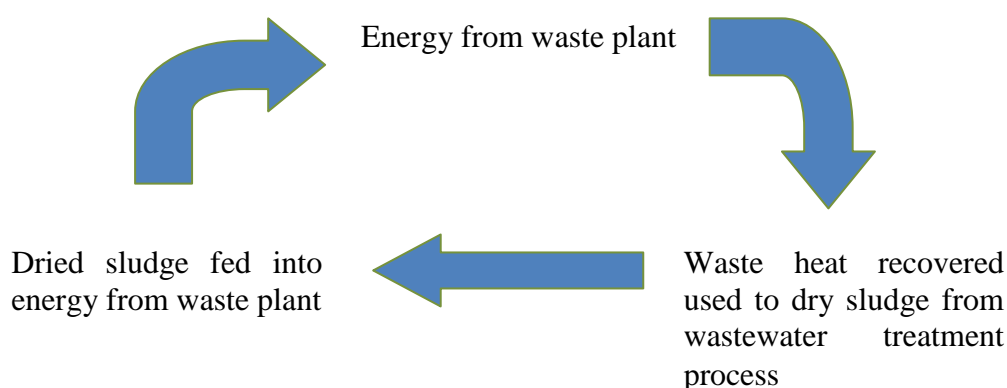 Energy from waste plant
Dried sludge fed into
energy from waste plant
Waste heat recovered
used to dry sludge from
wastewater treatment
process